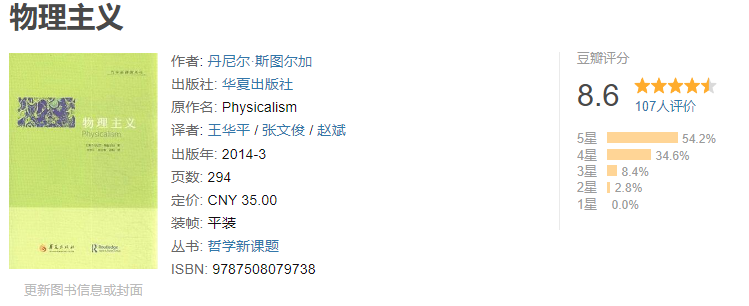 物理主义
物理主义
Physicalism
华夏出版社
Routledge
更新图书信息或封面
作者: 丹尼尔·斯图尔加
出版社: 华夏出版社
原作名: Physicalism
译者: 王华平 / 张文俊 / 赵斌
出版年: 2014-3
页数: 294
定价: CNY 35.00
装帧: 平装
丛书: 哲学新课题
ISBN: 9787508079738
豆瓣评分
8.6
107人评价
5星 54.2%
4星 34.6%
3星 8.4%
2星 2.8%
1星 0.0%